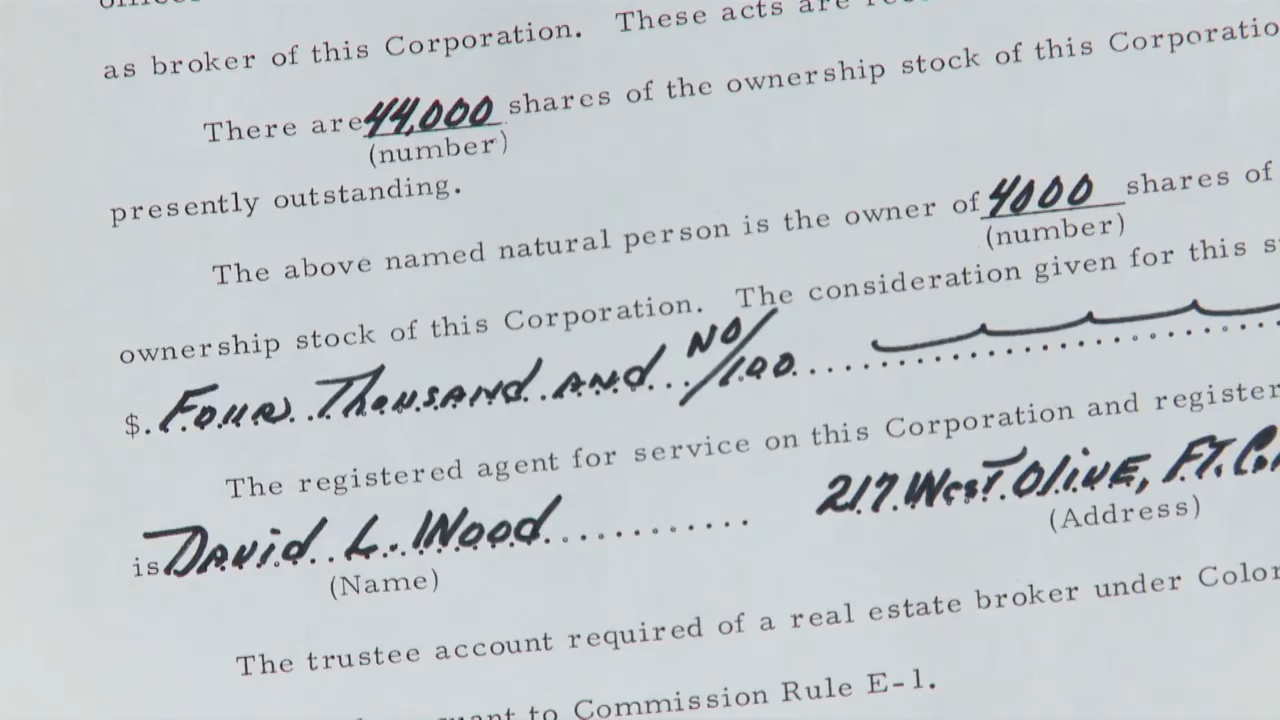 as broker of this Corporation. These acts are
There are 44,000 shares of the ownership stock of this
(number)
presently outstanding.
The above named natural person is the owner of 4000 shares of
(number)
ownership stock of this Corporation. The consideration given for this
$. Four Thousand and NO/100
The registered agent for service on this Corporation and
is David L. Wood 217 West Olive, Ft.
(Name) (Address)
The trustee account required of a real estate broker under
to Commission Rule E-1.